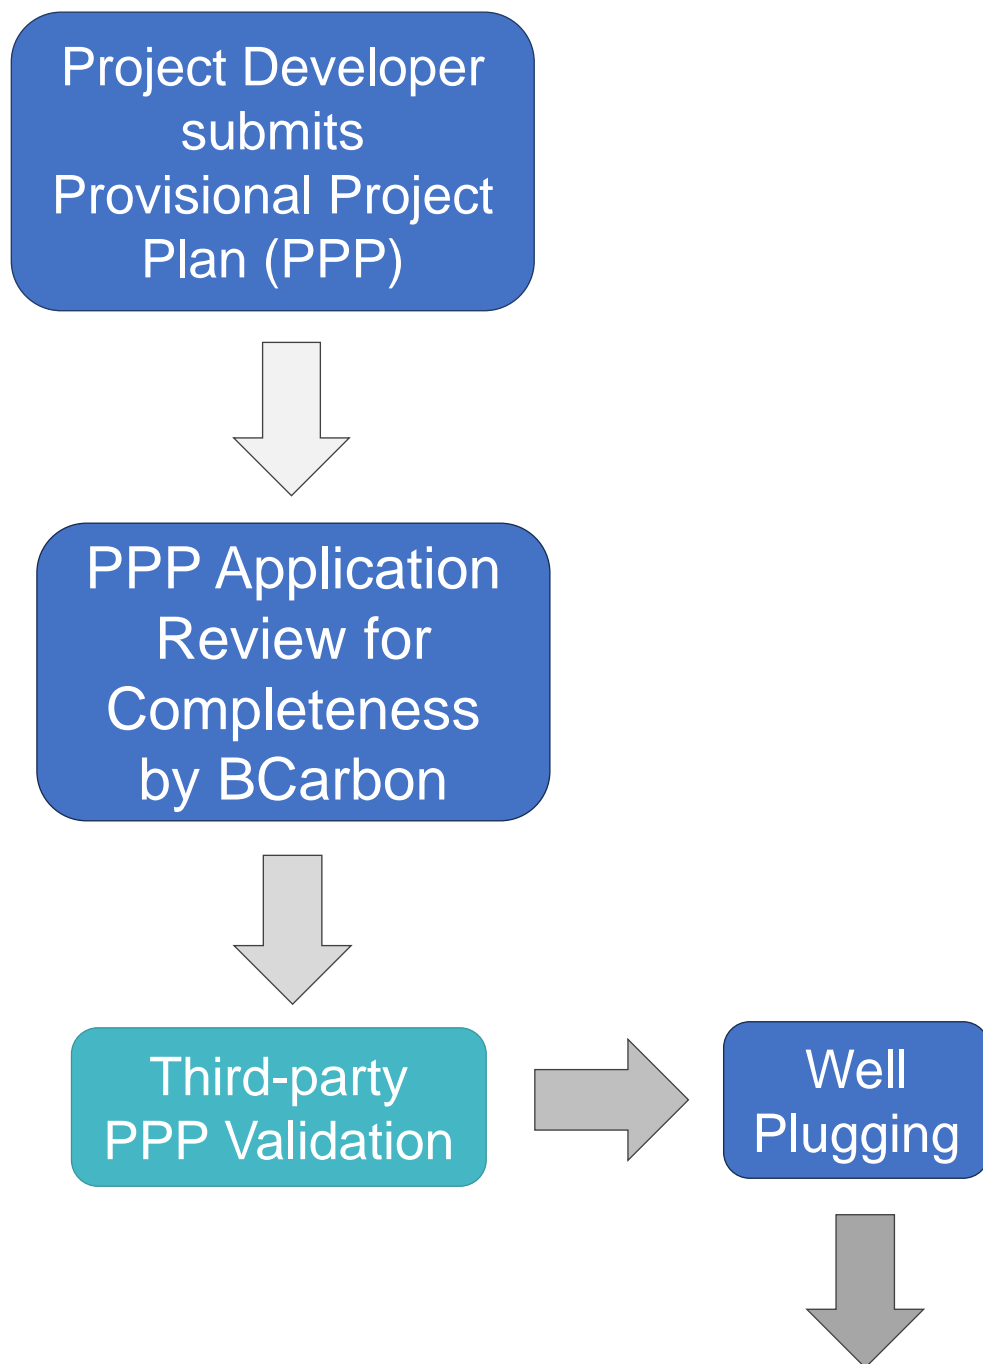 Project Developer
submits
Provisional Project
Plan (PPP)
PPP Application
Review for
Completeness
by BCarbon
Third-party
PPP Validation
Well
Plugging